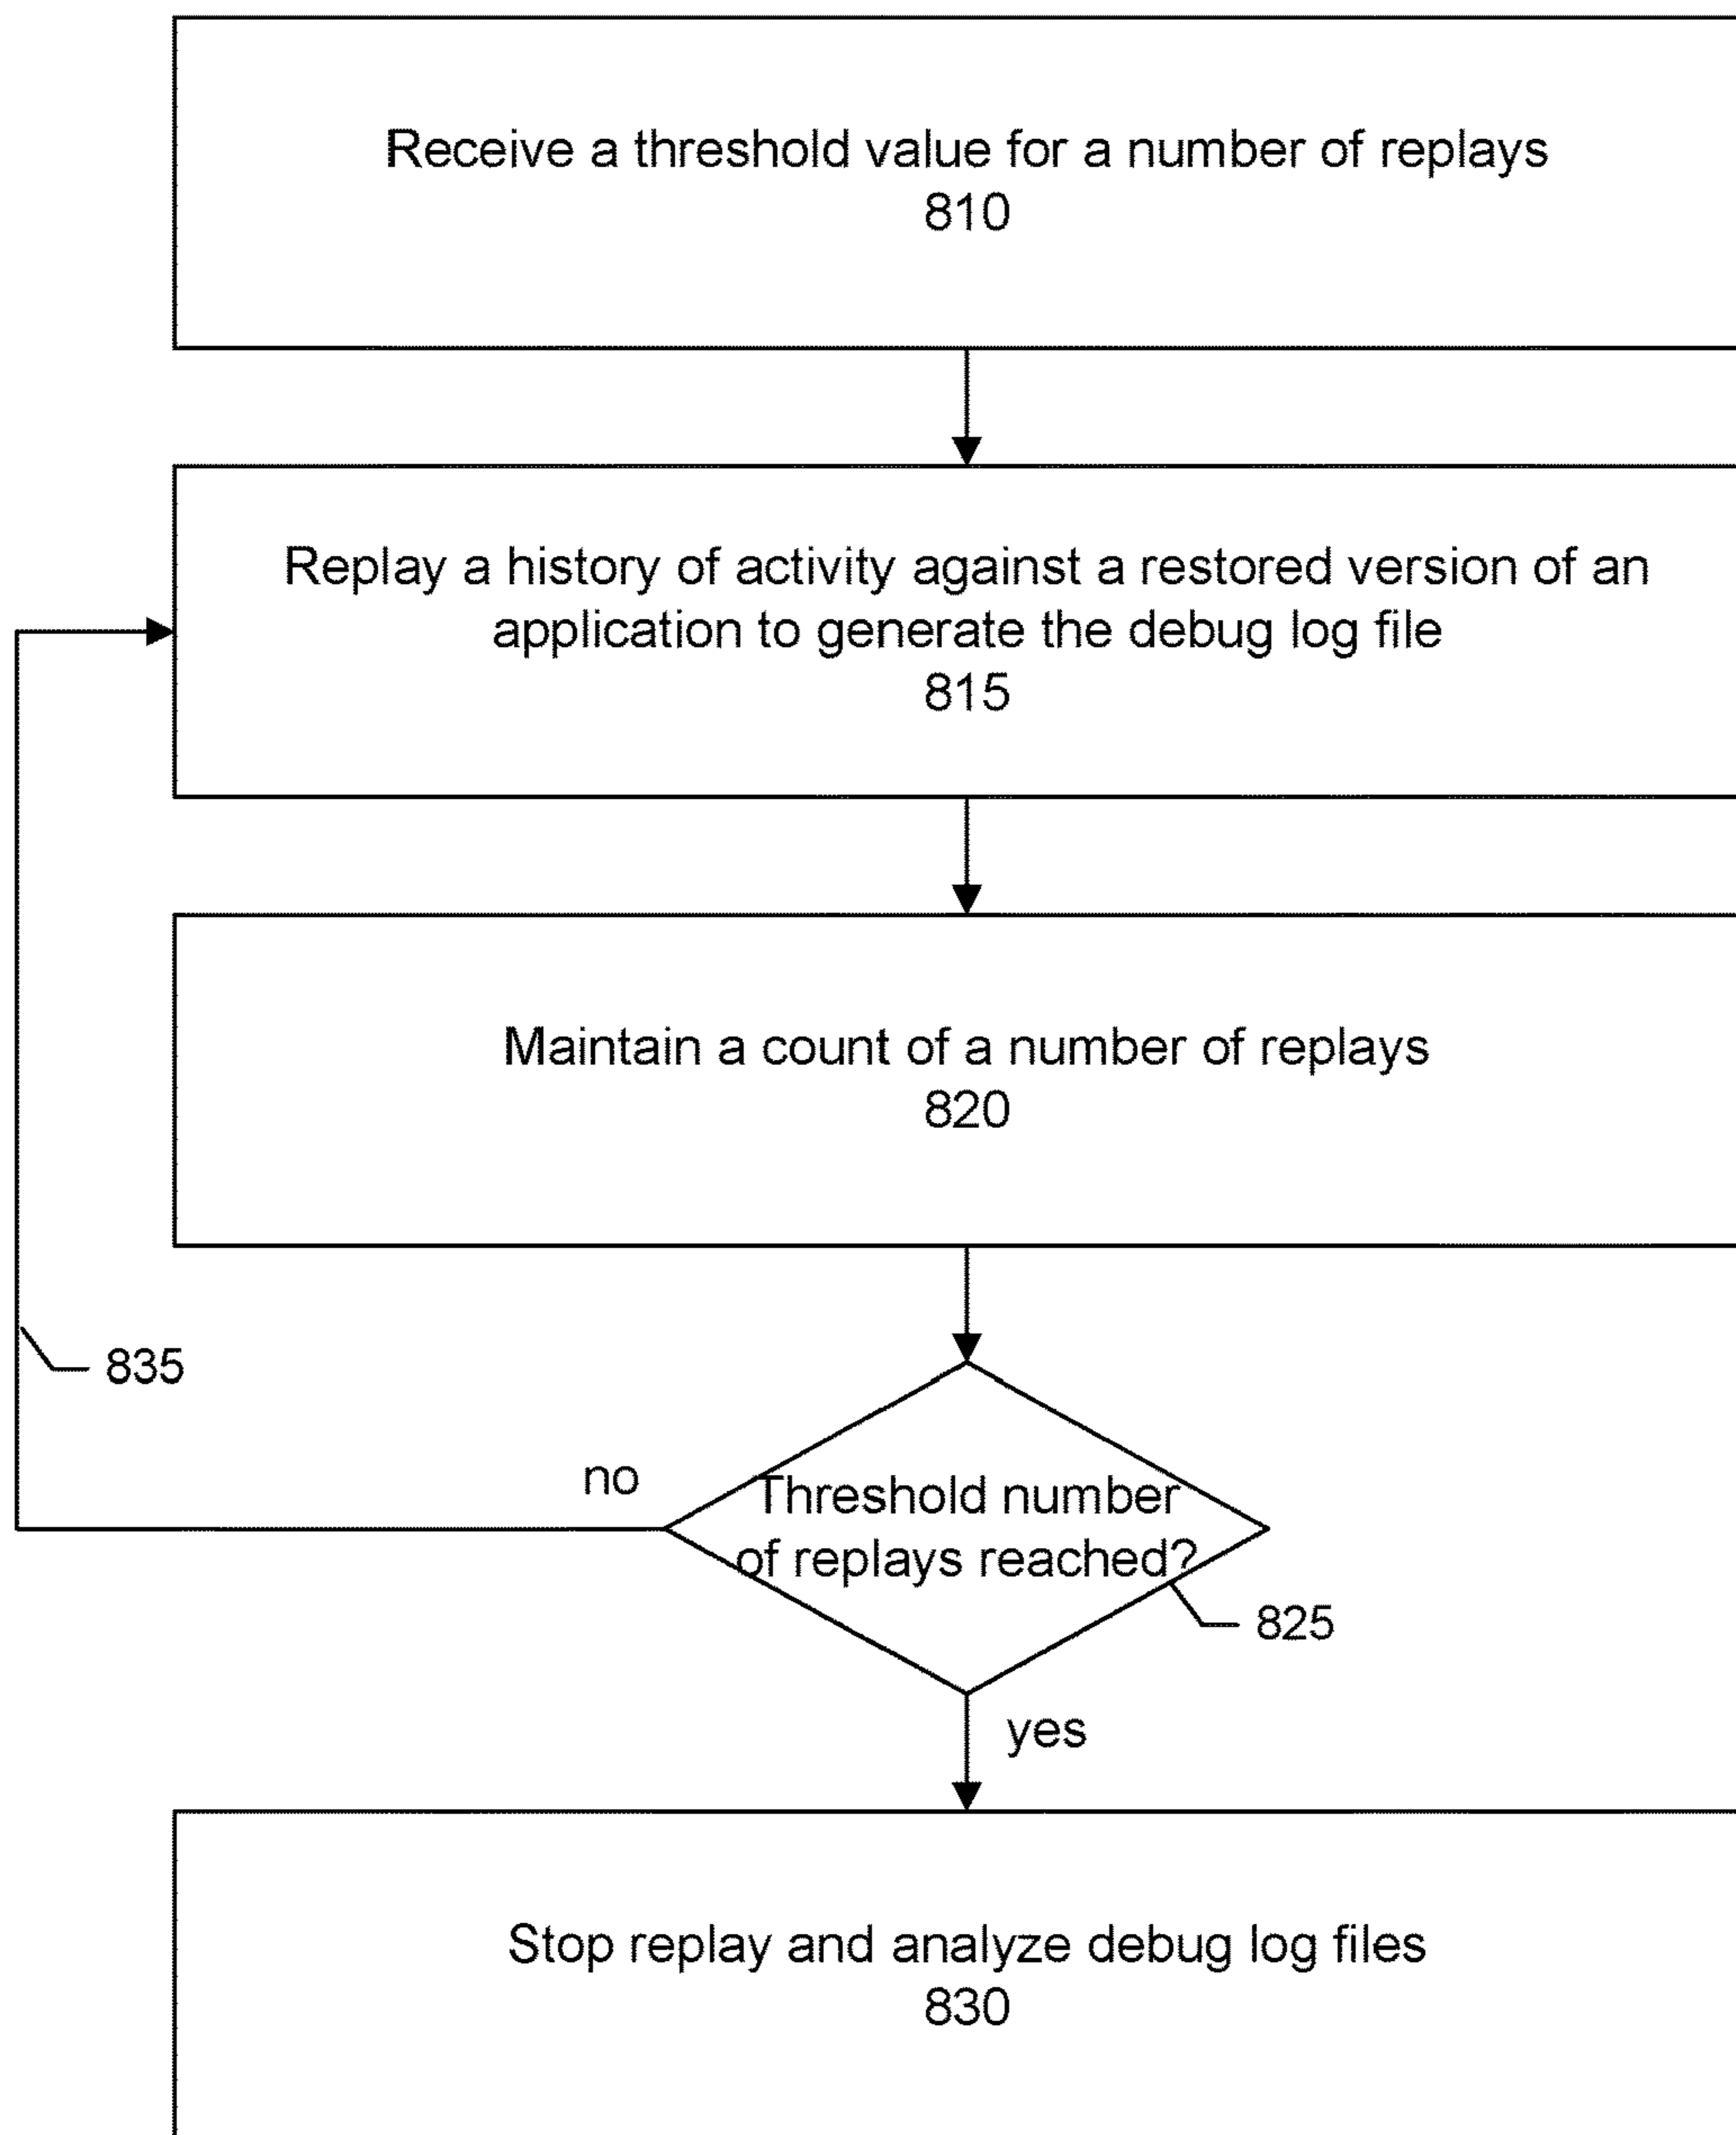 Receive a threshold value for a number of replays
810
Replay a history of activity against a restored version of an
application to generate the debug log file
815
Maintain a count of a number of replays
820
835
no
Threshold number
of replays reached?
825
yes
Stop replay and analyze debug log files
830